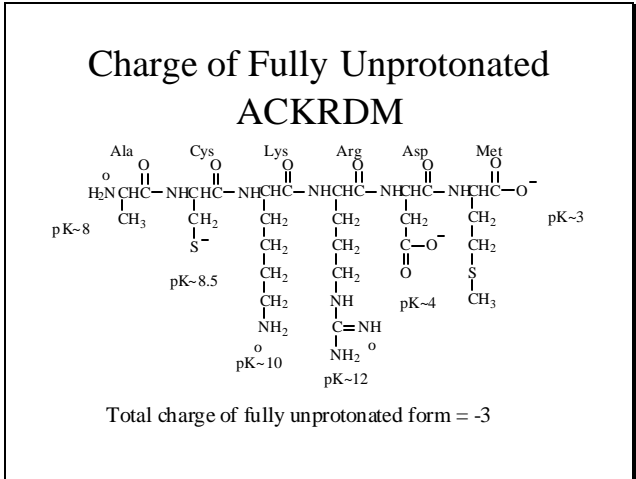 Charge of Fully Unprotonated
ACKRDM
Ala Cys Lys Arg Asp Met
O O O O O O
o
H2N CHC NHCHC NHCHC NHCHC NHCHC NHCHC O−
CH3 CH2 CH2 CH2 CH2 CH2
pK~8 pK~3
S− CH2 CH2 C O− CH2
CH2 CH2 O S
pK~8.5
CH2 NH pK~4 CH3
NH2 C NH
o NH2 o
pK~10
pK~12
Total charge of fully unprotonated form = -3